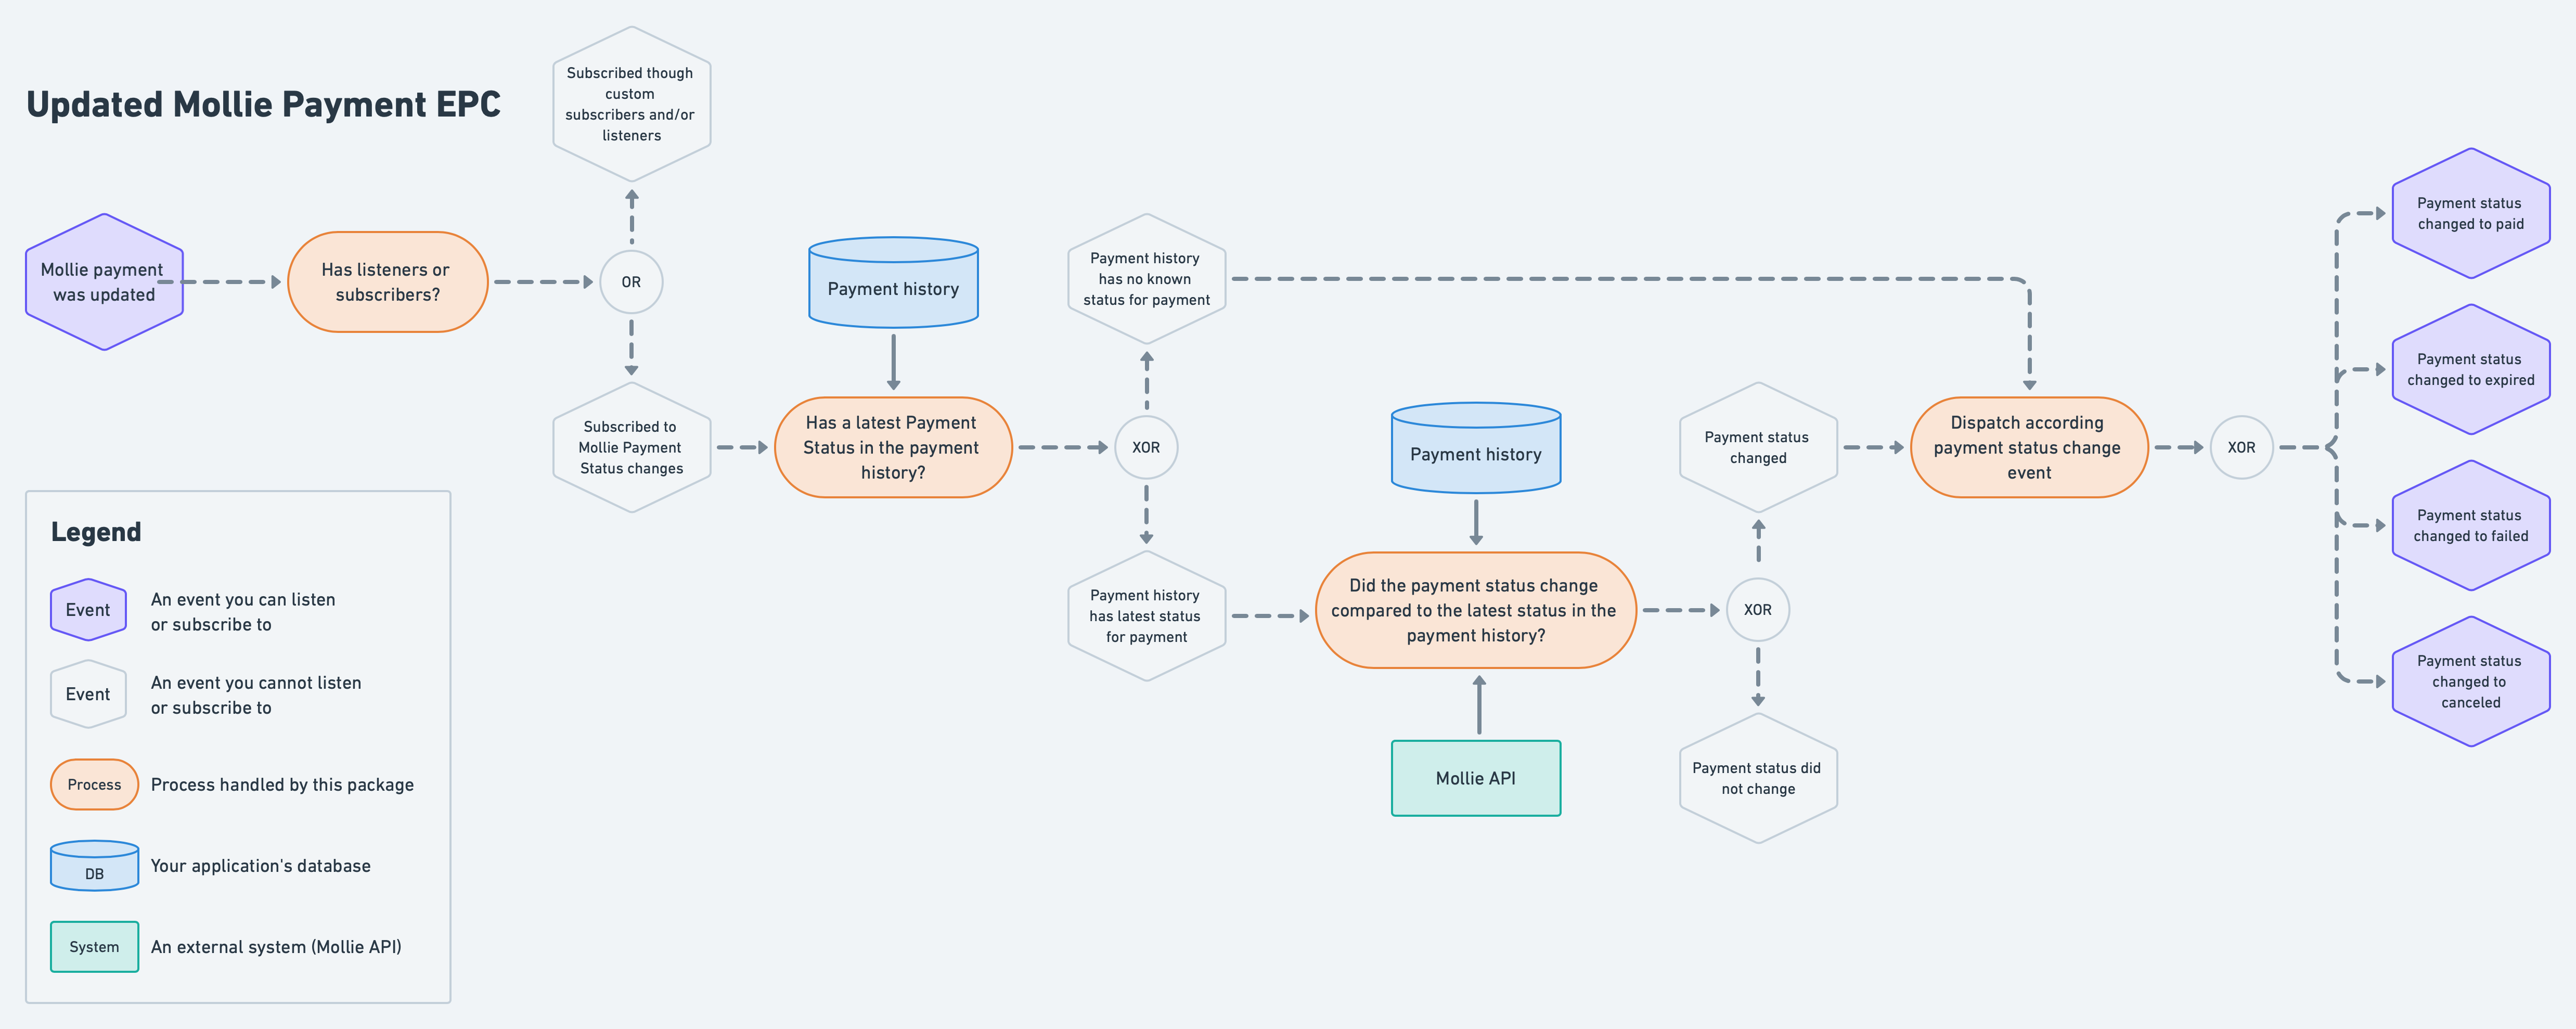 Updated Mollie Payment EPC
Subscribed though
custom
subscribers and/or
listeners
Mollie payment
was updated
Has listeners or
subscribers?
OR
Subscribed to
Mollie Payment
Status changes
Payment history
Has a latest Payment
Status in the payment
history?
XOR
Payment history
has no known
status for payment
Payment history
has latest status
for payment
Payment history
Did the payment status change
compared to the latest status in the
payment history?
Mollie API
XOR
Payment status
changed
Payment status did
not change
Dispatch according
payment status change
event
XOR
Payment status
changed to paid
Payment status
changed to expired
Payment status
changed to failed
Payment status
changed to
canceled
Legend
Event
An event you can listen
or subscribe to
Event
An event you cannot listen
or subscribe to
Process
Process handled by this package
DB
Your application's database
System
An external system (Mollie API)